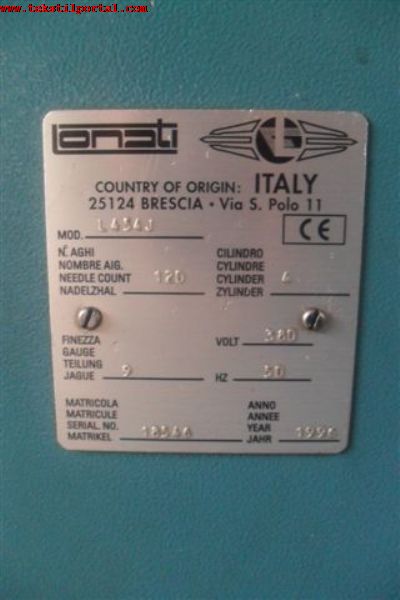 www.tekstilportal.com
Lonati
COUNTRY OF ORIGIN: ITALY
25124 BRESCIA • Via S. Polo 11
MOD. L454J
CE
N. AGHI
NOMBRE AIG.
NEEDLE COUNT 120
NADELZHAL
CILINDRO
CYLINDRE
CYLINDER 4
ZYLINDER
FINEZZA
GAUGE
TEILUNG
JAGUE 9
VOLT 380
HZ 50
MATRICOLA
MATRICULE
SERIAL. NO.
MATRIKEL
ANNO
ANNEE
YEAR
JAHR